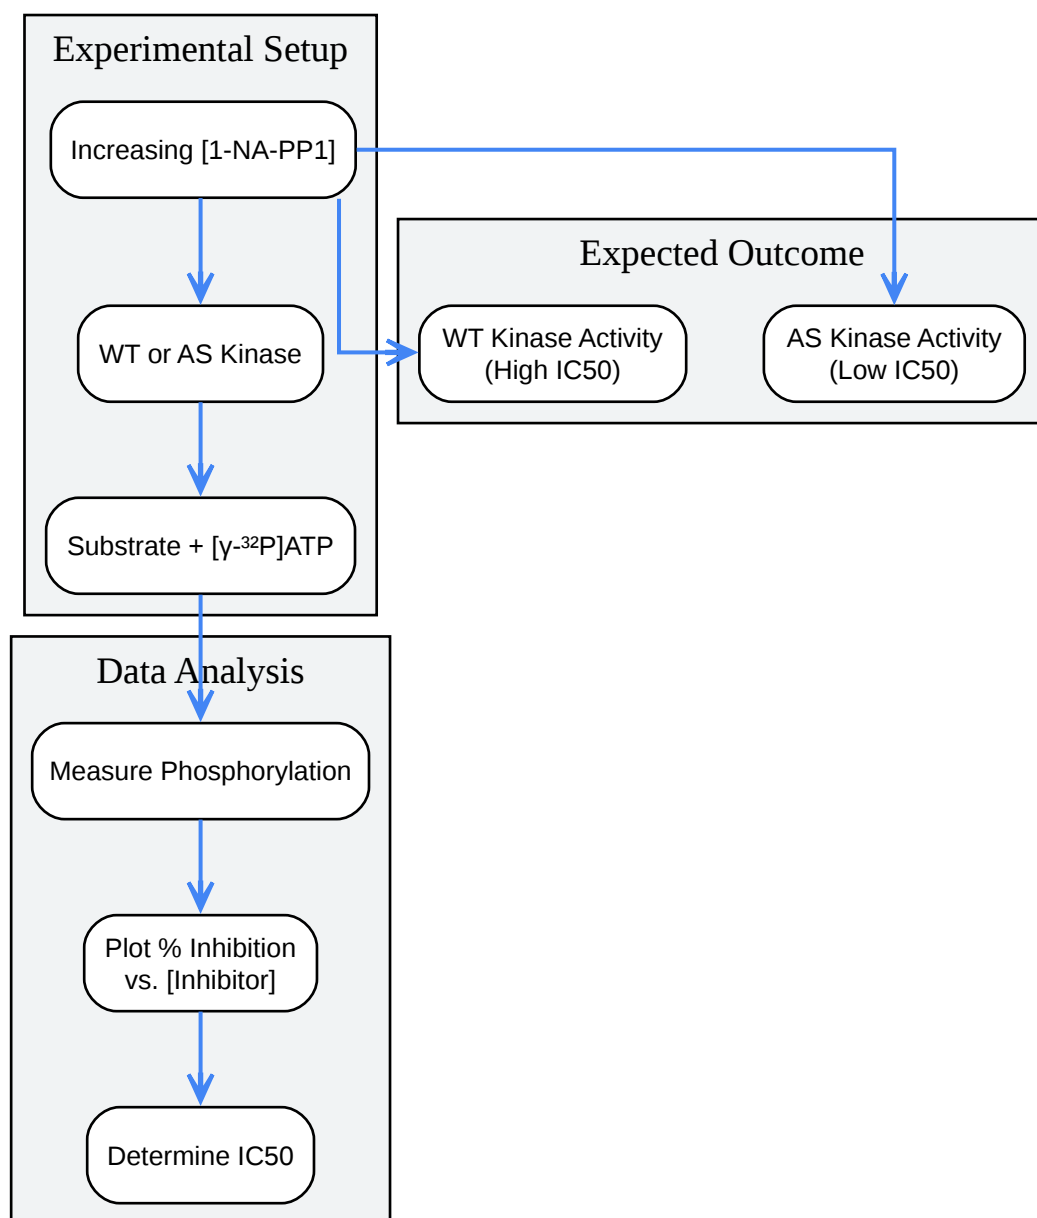 Experimental Setup
Increasing [1-NA-PP1]
WT or AS Kinase
Substrate + [γ-³²P]ATP
Expected Outcome
WT Kinase Activity
(High IC50)
AS Kinase Activity
(Low IC50)
Data Analysis
Measure Phosphorylation
Plot % Inhibition
vs. [Inhibitor]
Determine IC50